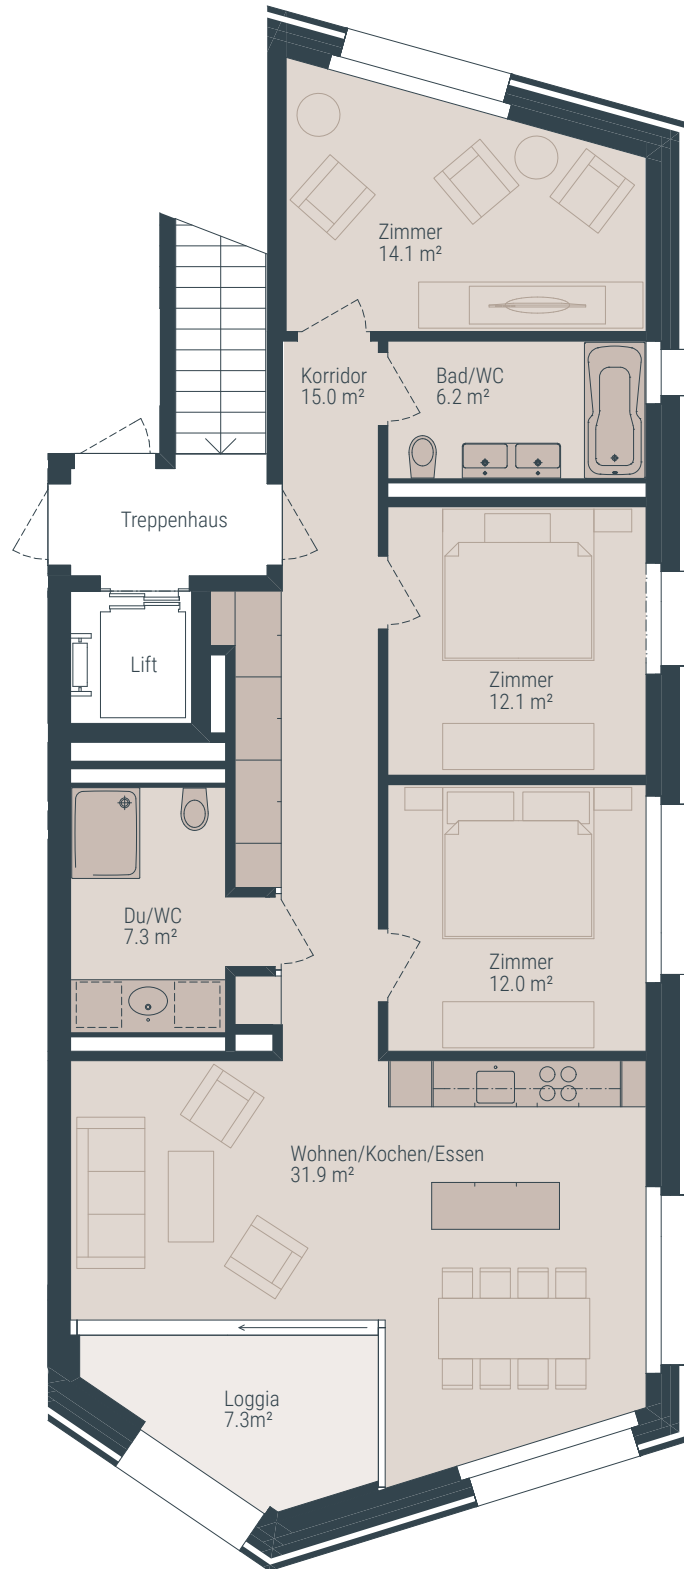 Zimmer
14.1 m²
Korridor
15.0 m²
Bad/WC
6.2 m²
Treppenhaus
Lift
Zimmer
12.1 m²
Du/WC
7.3 m²
Zimmer
12.0 m²
Wohnen/Kochen/Essen
31.9 m²
Loggia
7.3m²